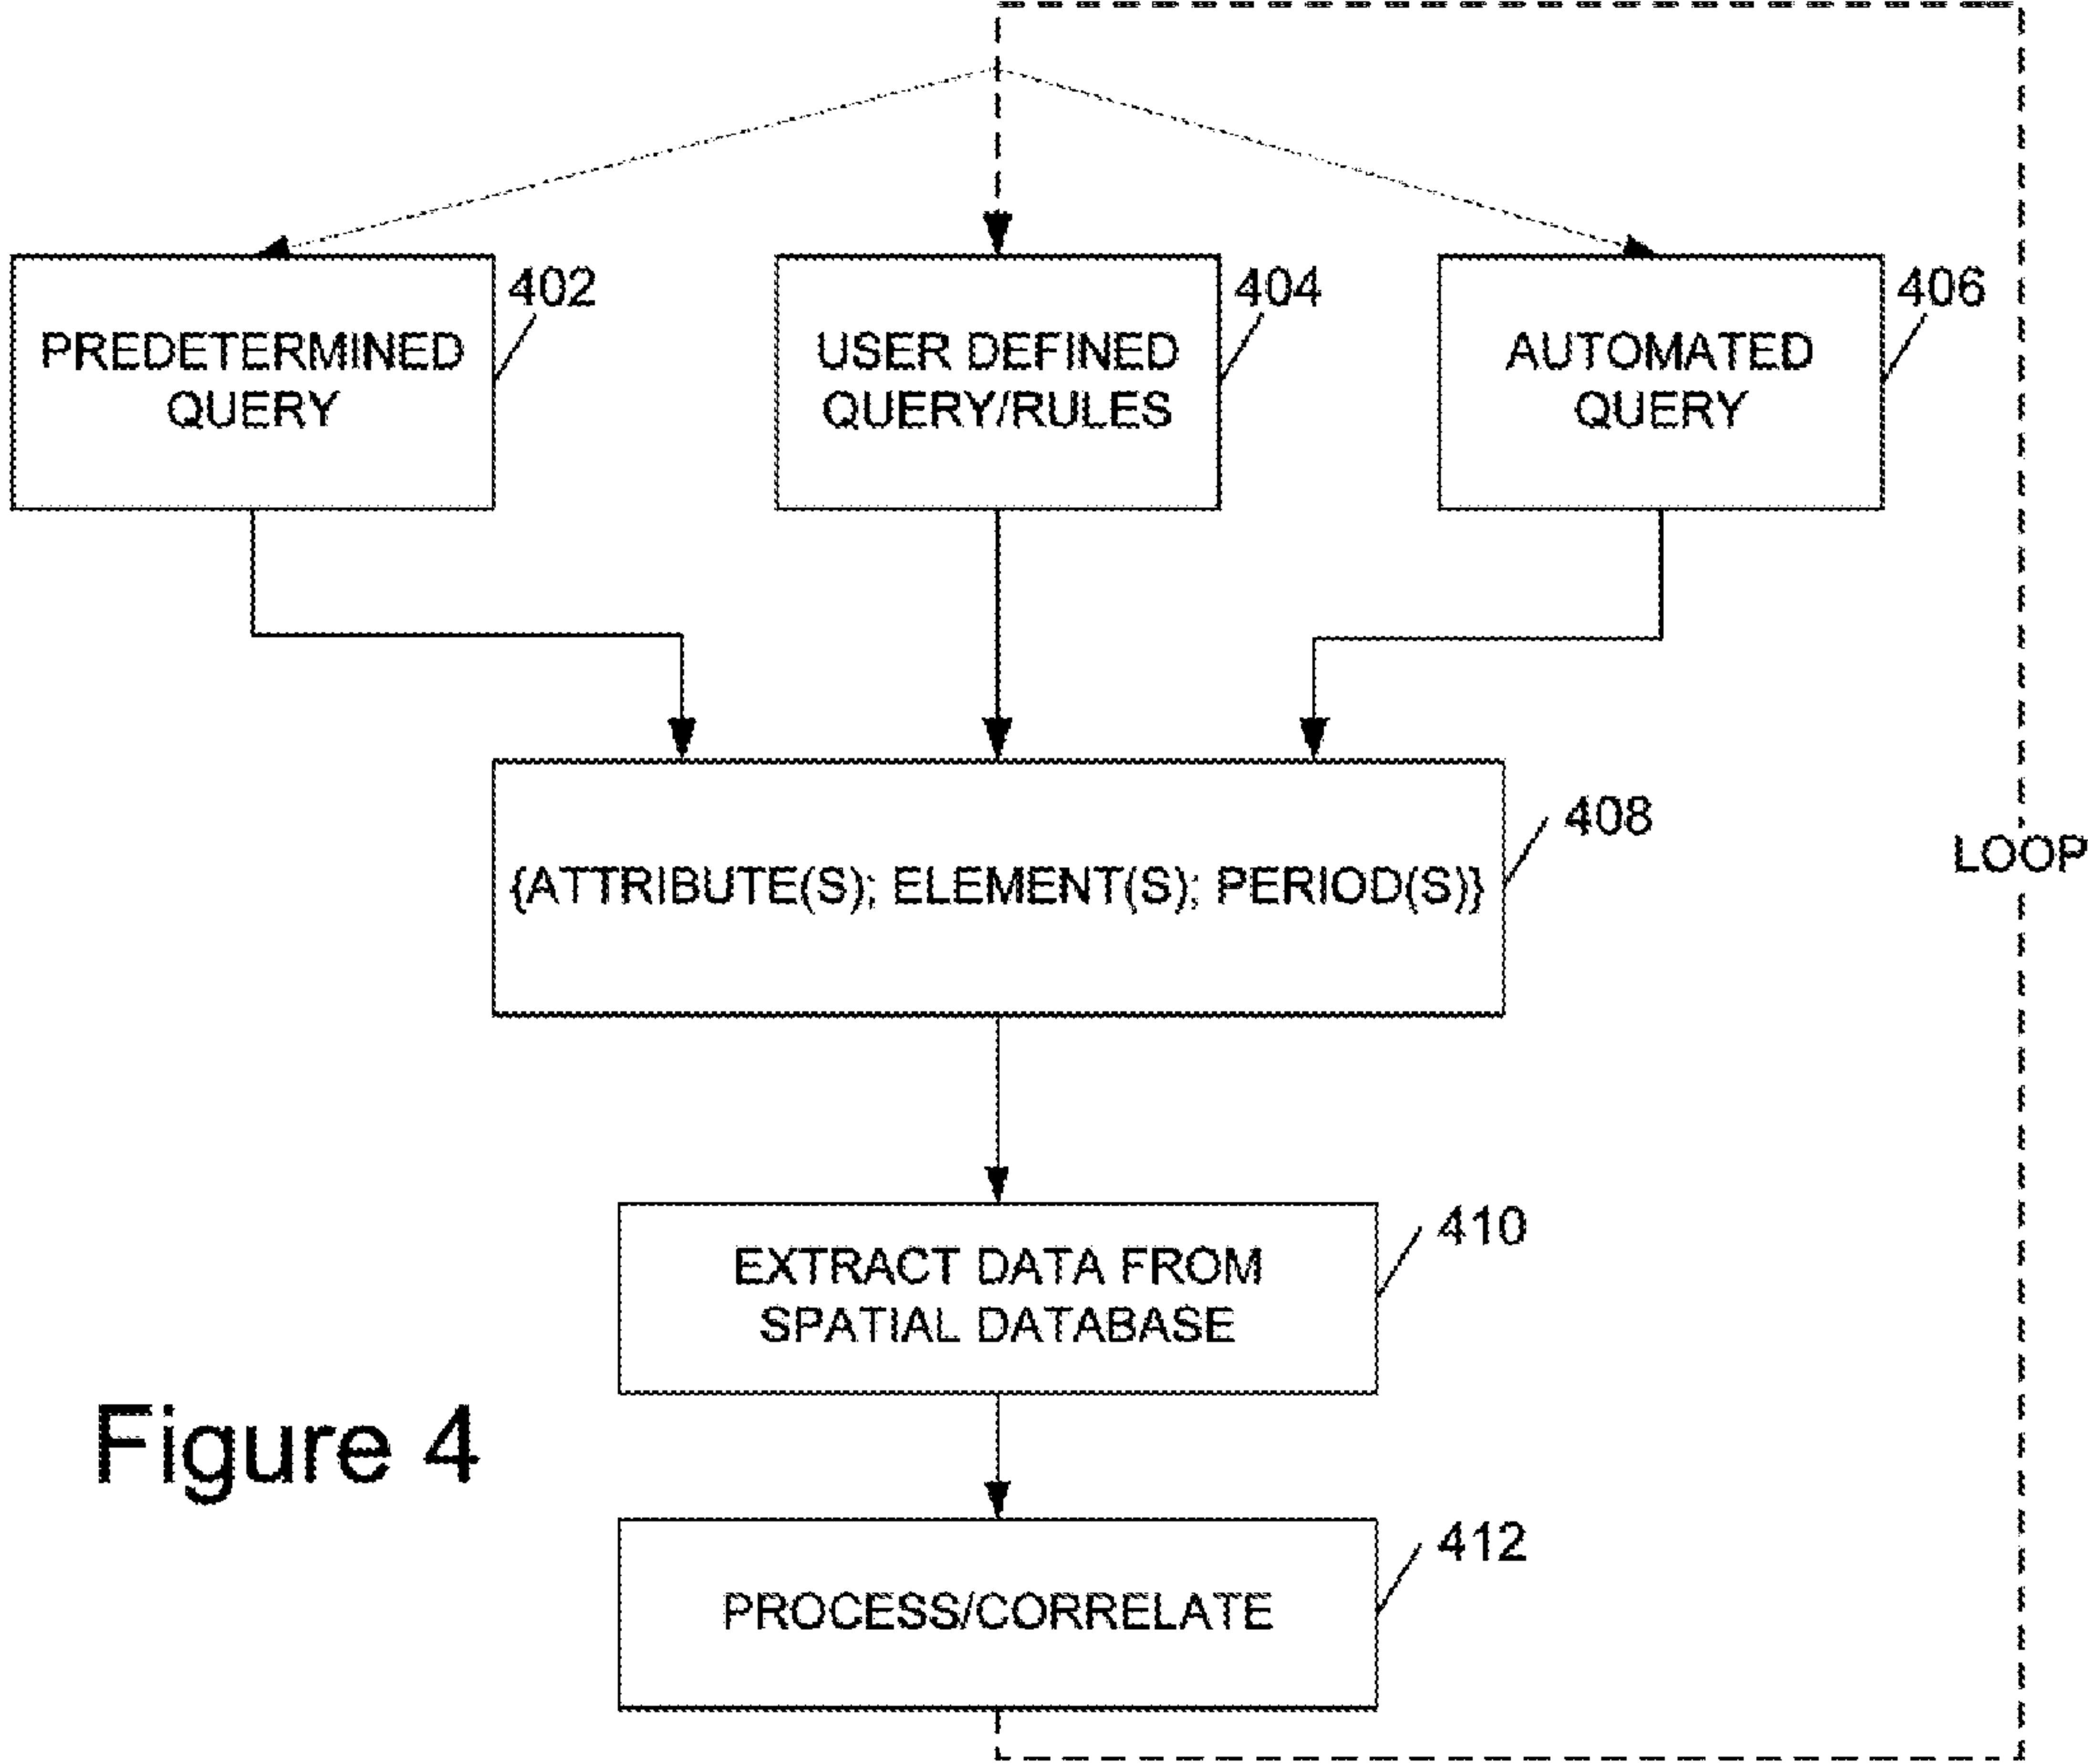 402
PREDETERMINED
QUERY
404
USER DEFINED
QUERY/RULES
406
AUTOMATED
QUERY
408
{ATTRIBUTE(S); ELEMENT(S); PERIOD(S)}
LOOP
410
EXTRACT DATA FROM
SPATIAL DATABASE
Figure 4
412
PROCESS/CORRELATE